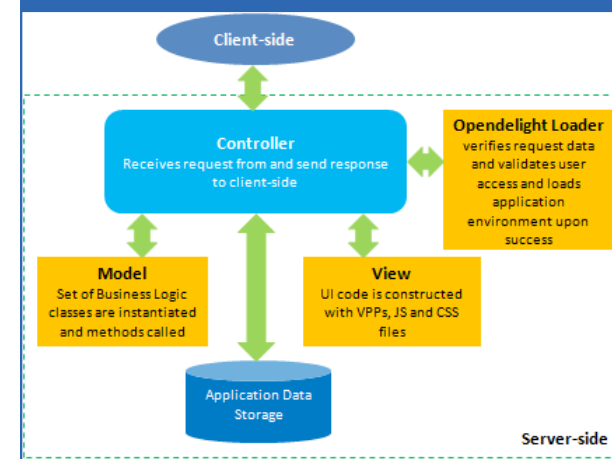 Client-side
Controller
Receives request from and send response
to client-side
Opendelight Loader
verifies request data
and validates user
access and loads
application
environment upon
success
Model
Set of Business Logic
classes are instantiated
and methods called
View
UI code is constructed
with VPPs, JS and CSS
files
Application Data
Storage
Server-side